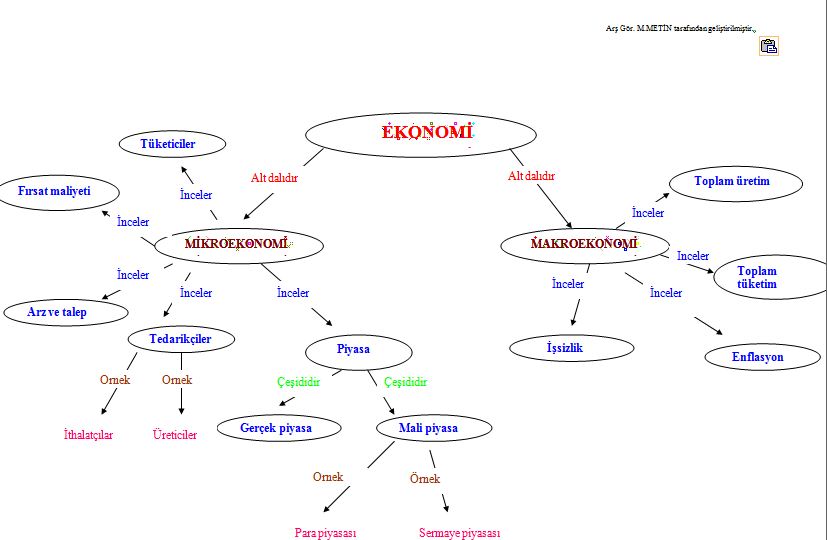 Arş Gör. M.METİN tarafından geliştirilmiştir.
EKONOMİ
Tüketiciler
Alt dalıdır
Alt dalıdır
Toplam üretim
Fırsat maliyeti
İnceler
İnceler
İnceler
MİKROEKONOMİ
MAKROEKONOMİ
İnceler
Toplam
tüketim
İnceler
İnceler
İnceler
İnceler
İnceler
Arz ve talep
Tedarikçiler
Piyasa
İşsizlik
Enflasyon
Ornek
Ornek
Çeşididir
Çeşididir
İthalatçılar
Üreticiler
Gerçek piyasa
Mali piyasa
Ornek
Örnek
Para piyasası
Sermaye piyasası